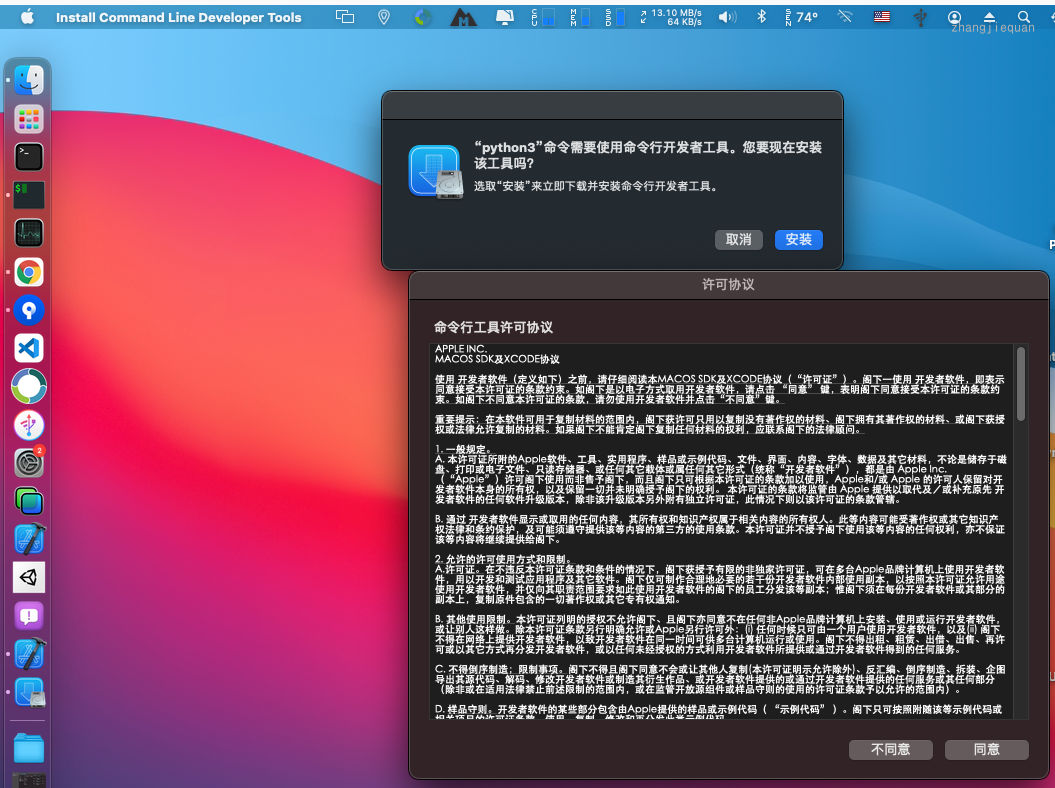 Install Command Line Developer Tools
CPU
MEM
SSD
13.10 MB/s
64 KB/s
SEN
74°
zhangjiequan
“python3”命令需要使用命令行开发者工具。您要现在安装
该工具吗?
选取“安装”来立即下载并安装命令行开发者工具。
取消
安装
许可协议
命令行工具许可协议
APPLE INC.
MACOS SDK及XCODE协议
使用 开发者软件（定义如下）之前，请仔细阅读本MACOS SDK及XCODE协议（“许可证”）。阁下一使用 开发者软件，即表示
同意接受本许可证的条款约束。如阁下是以电子方式取用开发者软件，请点击 “同意” 键，表明阁下同意接受本许可证的条款约
束。如阁下不同意本许可证的条款，请勿使用开发者软件并点击“不同意”键。
重要提示：在本软件可用于复制材料的范围内，阁下获许可只用以复制没有著作权的材料、阁下拥有其著作权的材料、或阁下获授
权或法律允许复制的材料。如果阁下不能肯定阁下复制任何材料的权利，应联系阁下的法律顾问。
1. 一般规定。
A. 本许可证所附的Apple软件、工具、实用程序、样品或示例代码、文件、界面、内容、字体、数据及其它材料，不论是储存于磁
盘、打印或电子文件、只读存储器、或任何其它载体或属任何其它形式（统称“开发者软件”），都是由 Apple Inc.
（“Apple”）许可阁下使用而非售予阁下，而且阁下只可根据本许可证的条款加以使用，Apple和/或 Apple 的许可人保留对开
发者软件本身的所有权，以及保留一切并未明确授予阁下的权利。 本许可证的条款将监管由 Apple 提供以取代及／或补充原先 开
发者软件的任何软件升级版本，除非该升级版本另外附有独立许可证，此情况下则以该许可证的条款管辖。
B. 通过 开发者软件显示或取用的任何内容，其所有权和知识产权属于相关内容的所有权人。此等内容可能受著作权或其它知识产
权法律和条约保护，及可能须遵守提供该等内容的第三方的使用条款。本许可证并不授予阁下使用该等内容的任何权利，亦不保证
该等内容将继续提供给阁下。
2. 允许的许可使用方式和限制。
A.许可证。在不违反本许可证条款和条件的情况下，阁下获授予有限的非独家许可证，可在多台Apple品牌计算机上使用开发者软
件，用以开发和测试应用程序及其它软件。阁下仅可制作合理地必要的若干份开发者软件内部使用副本，以按照本许可证允许用途
使用开发者软件，并仅向其职责范围要求如此使用开发者软件的阁下的员工分发该等副本；惟阁下须在每份开发者软件或其部分的
副本上，复制原件包含的一切著作权或其它专有权通知。
B. 其他使用限制。本许可证列明的授权不允许阁下、且阁下亦同意不在任何非Apple品牌计算机上安装、使用或运行开发者软件，
或让别人这样做。除本许可证条款另行明确允许或Apple另行许可外：(i) 任何时候只可由一个用户使用开发者软件，以及(ii) 阁下
不得在网络上提供开发者软件，以致开发者软件在同一时间可供多台计算机运行或使用。阁下不得出租、租赁、出借、出售、再许
可或以其它方式再分发开发者软件，或以任何未经授权的方式利用开发者软件所提供或通过开发者软件得到的任何服务。
C. 不得倒序制造；限制事项。阁下不得且阁下同意不会或让其他人复制(本许可证明示允许除外)、反汇编、倒序制造、拆装、企图
导出其源代码、解码、修改开发者软件或制造其衍生作品、或开发者软件提供的或通过开发者软件提供的任何服务或其任何部分
（除非或在适用法律禁止前述限制的范围内，或在监管开放源组件或样品守则的使用的许可证条款予以允许的范围内）。
D. 样品守则。开发者软件的某些部分包含由Apple提供的样品或示例代码（ “示例代码” ）。阁下只可按照附随该等示例代码或
不同意
同意
2